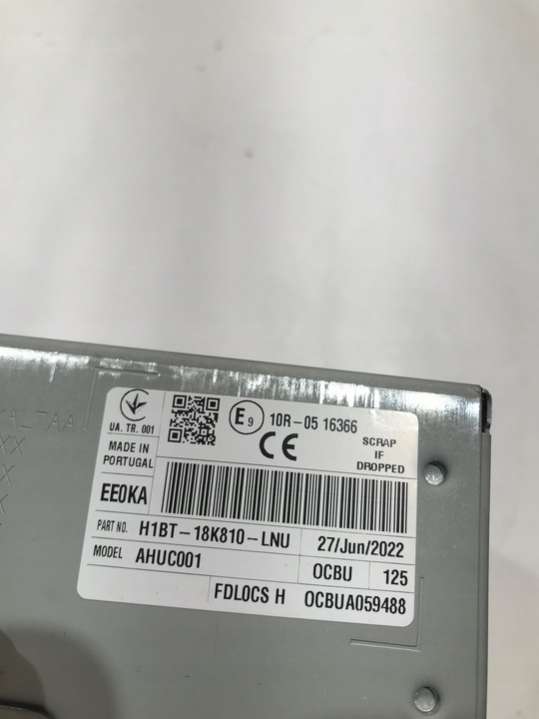 UA. TR. 001
E9
10R-05 16366
CE
SCRAP
IF
DROPPED
MADE IN
PORTUGAL
EE0KA
PART NO. H1BT-18K810-LNU
27/Jun/2022
MODEL AHUC001
OCBU
125
FDL0CS H
OCBUA059488